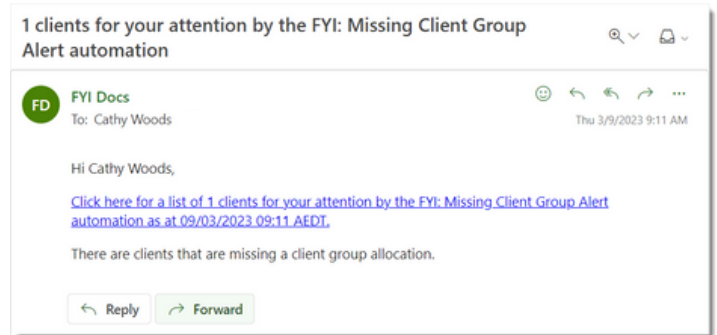 1 clients for your attention by the FYI: Missing Client Group
Alert automation
FD
FYI Docs
To: Cathy Woods
Thu 3/9/2023 9:11 AM
Hi Cathy Woods,
Click here for a list of 1 clients for your attention by the FYI: Missing Client Group Alert
automation as at 09/03/2023 09:11 AEDT.
There are clients that are missing a client group allocation.
Reply
Forward